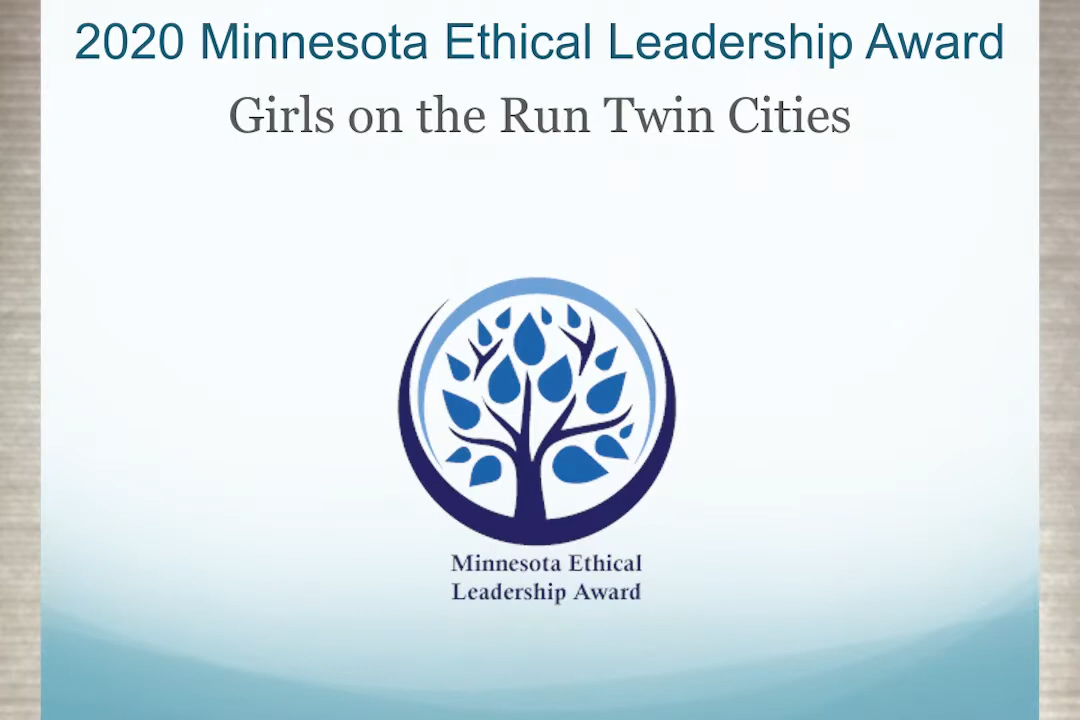 2020 Minnesota Ethical Leadership Award
Girls on the Run Twin Cities
Minnesota Ethical
Leadership Award